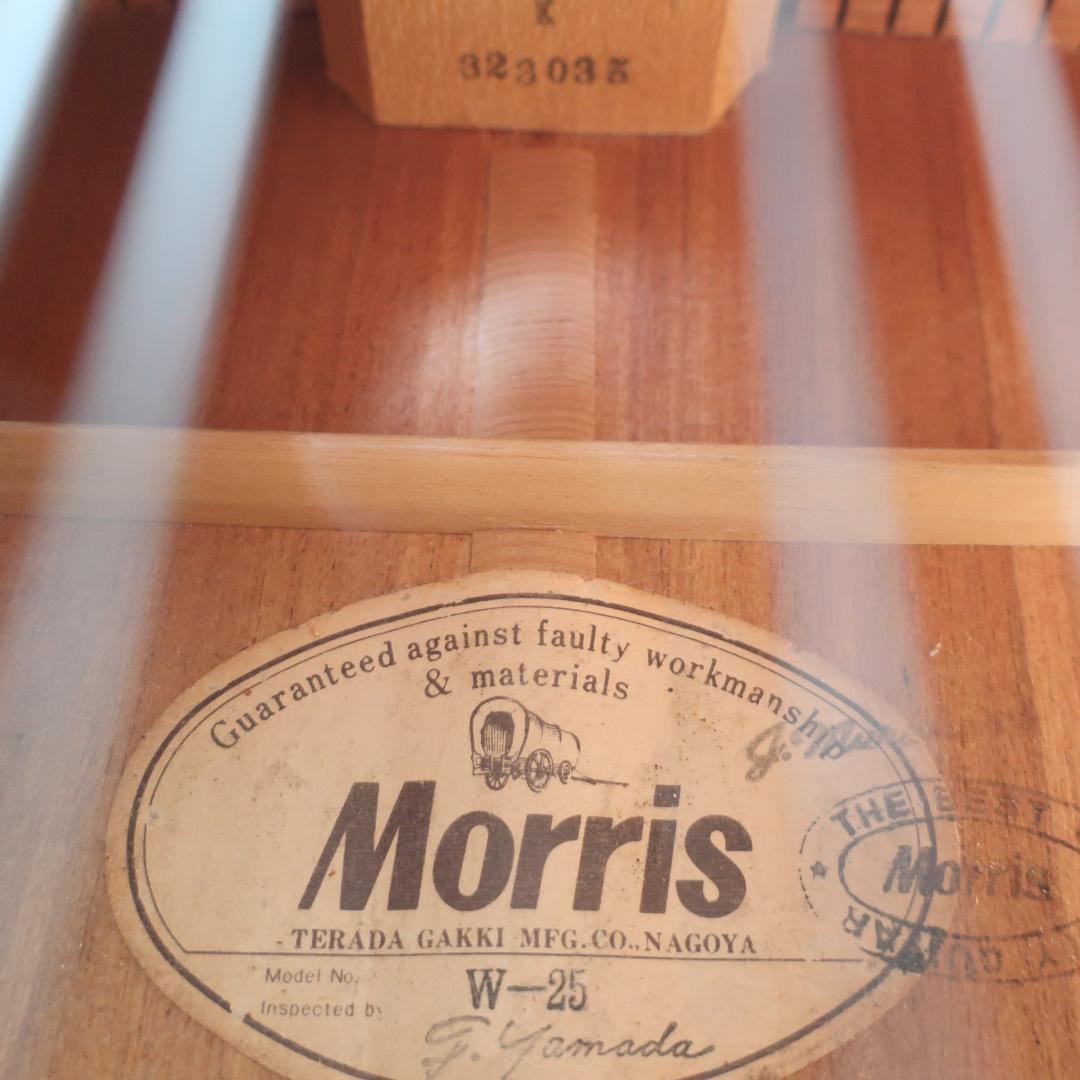 K
323035
Guaranteed against faulty workmanship
& materials
Morris
TERADA GAKKI MFG.CO., NAGOYA
Model No. W-25
Inspected by F. Yamada
THE BEST
Morris